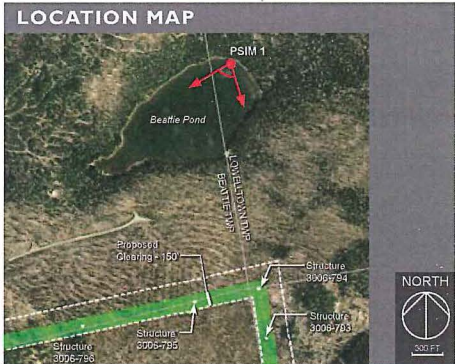 LOCATION MAP
PSIM 1
Beattie Pond
LOWELLTOWN TWP
BEATTIE TWP
Proposed
Clearing - 150'
Structure
3006-794
Structure
3006-793
Structure
3006-795
Structure
3006-796
NORTH
300 FT